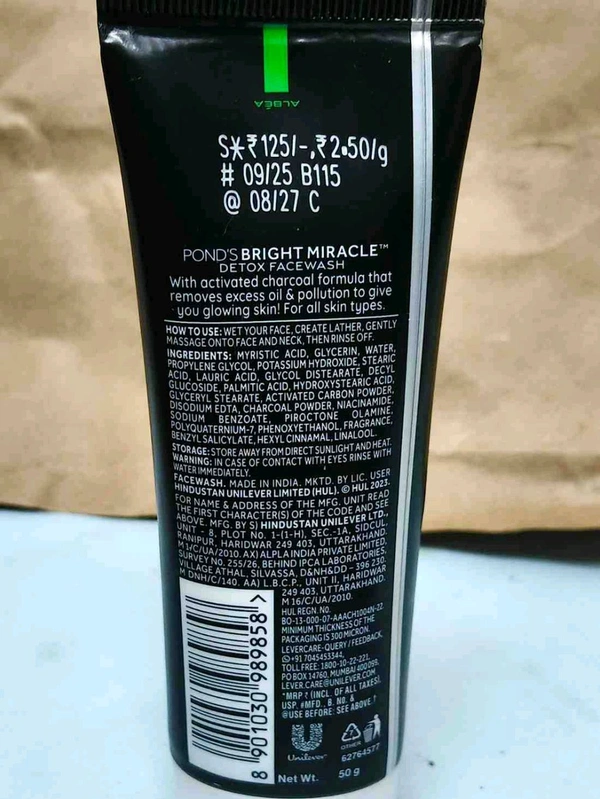 ALBÉA
S*₹125/-,₹2.50/g
# 09/25 B115
@ 08/27 C
POND'S BRIGHT MIRACLE™
DETOX FACEWASH
With activated charcoal formula that
removes excess oil & pollution to give
you glowing skin! For all skin types.
HOW TO USE: WET YOUR FACE, CREATE LATHER, GENTLY
MASSAGE ONTO FACE AND NECK, THEN RINSE OFF.
INGREDIENTS: MYRISTIC ACID, GLYCERIN, WATER,
PROPYLENE GLYCOL, POTASSIUM HYDROXIDE, STEARIC
ACID, LAURIC ACID, GLYCOL DISTEARATE, DECYL
GLUCOSIDE, PALMITIC ACID, HYDROXYSTEARIC ACID,
GLYCERYL STEARATE, ACTIVATED CARBON POWDER,
DISODIUM EDTA, CHARCOAL POWDER, NIACINAMIDE,
SODIUM BENZOATE, PIROCTONE OLAMINE,
POLYQUATERNIUM-7, PHENOXYETHANOL, FRAGRANCE,
BENZYL SALICYLATE, HEXYL CINNAMAL, LINALOOL.
STORAGE: STORE AWAY FROM DIRECT SUNLIGHT AND HEAT.
WARNING: IN CASE OF CONTACT WITH EYES RINSE WITH
WATER IMMEDIATELY.
FACEWASH. MADE IN INDIA. MKTD. BY LIC. USER
HINDUSTAN UNILEVER LIMITED (HUL). © HUL 2023.
FOR NAME & ADDRESS OF THE MFG. UNIT READ
THE FIRST CHARACTER(S) OF THE CODE AND SEE
ABOVE. MFG. BY S) HINDUSTAN UNILEVER LTD.,
UNIT - 8, PLOT No. 1-(1-H), SEC.-1A, SIDCUL,
RANIPUR, HARIDWAR 249 403, UTTARAKHAND.
M 1/C/UA/2010. AX) ALPLA INDIA PRIVATE LIMITED,
SURVEY NO. 255/26, BEHIND IPCA LABORATORIES,
VILLAGE ATHAL, SILVASSA, D&NH&DD - 396 230.
M DNH/C/140. AA) L.B.C.P., UNIT II, HARIDWAR
249 403, UTTARAKHAND.
M 16/C/UA/2010.
HUL REGN. NO.
BO-13-000-07-AAACH1004N-22.
MINIMUM THICKNESS OF THE
PACKAGING IS 300 MICRON.
LEVERCARE-QUERY / FEEDBACK,
+91 7045453344,
TOLL FREE: 1800-10-22-221,
PO BOX 14760, MUMBAI 400099,
LEVER.CARE@UNILEVER.COM
*MRP ₹ (INCL. OF ALL TAXES),
USP, #MFD., B. No. &
@USE BEFORE: SEE ABOVE.↑
8 901030 989858 >
Unilever
OTHER
62764577
Net Wt. 50 g